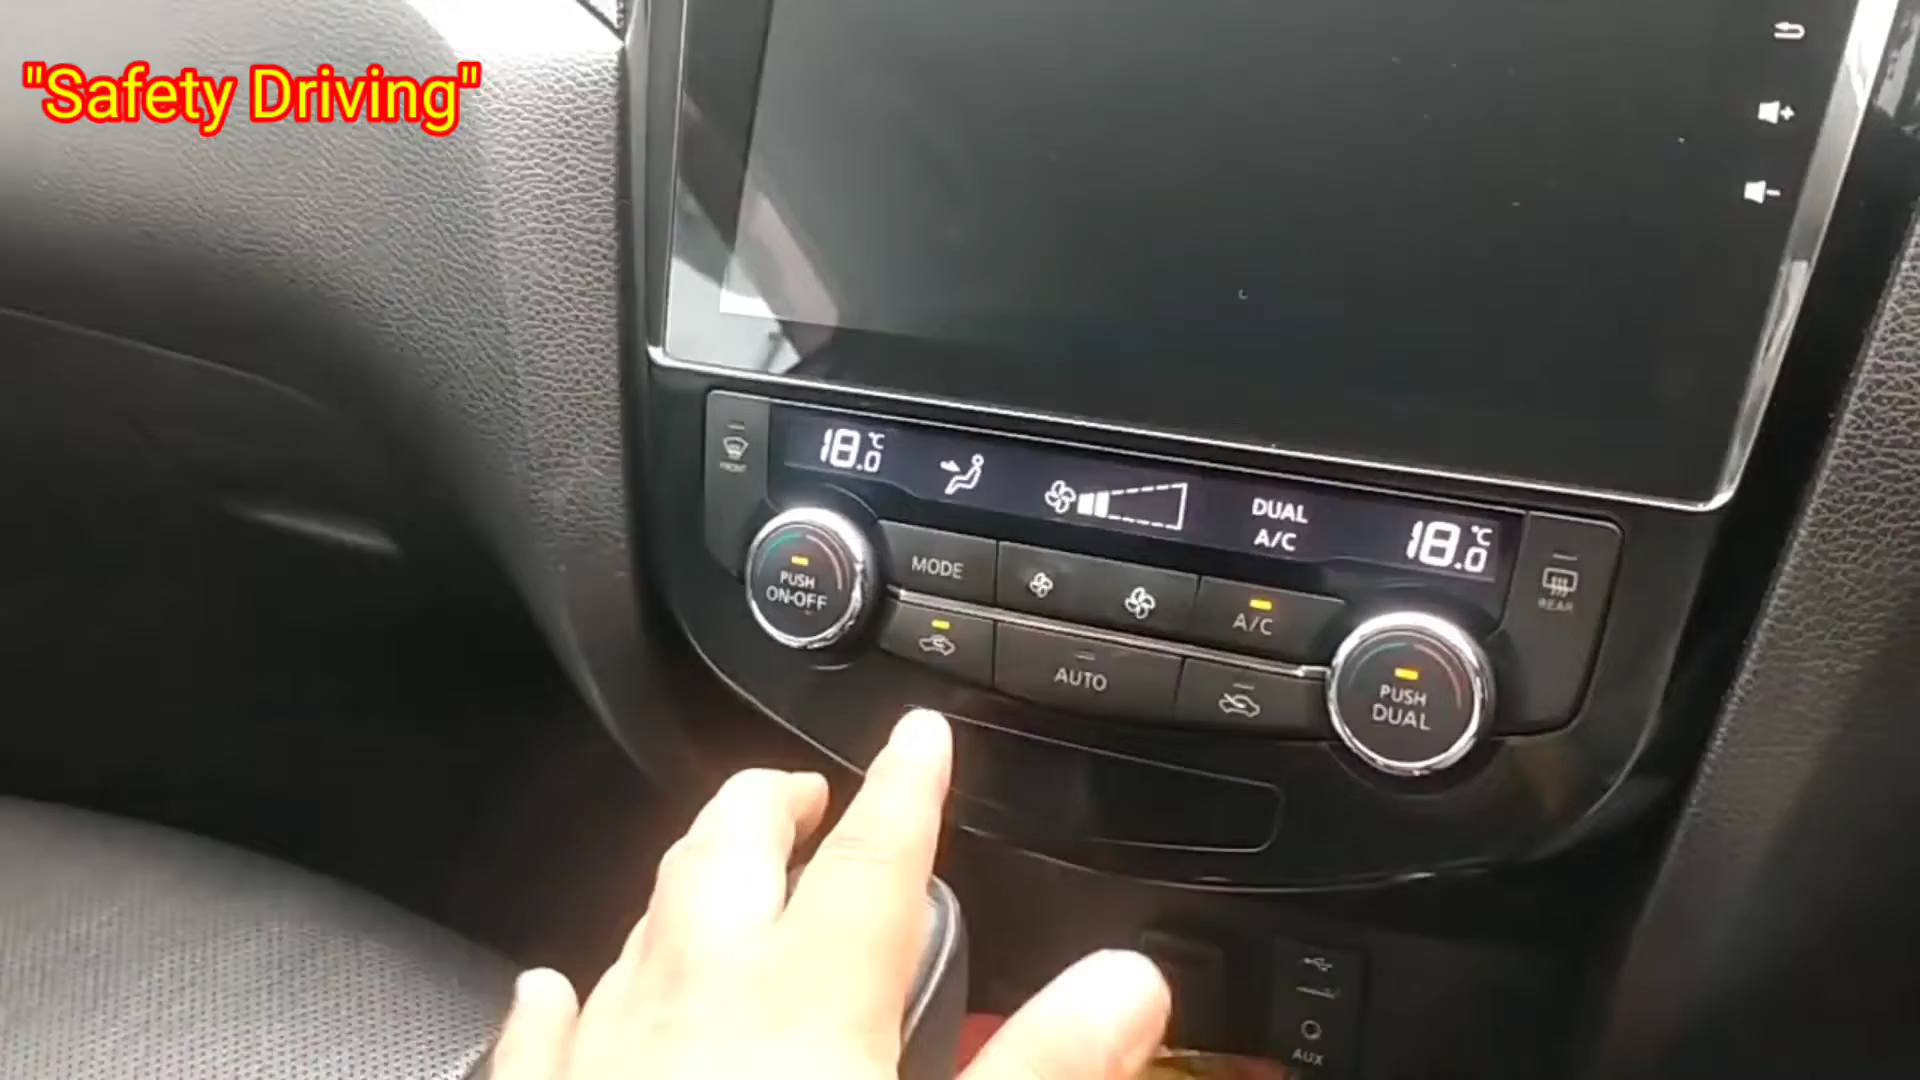 "Safety Driving"
18.0 °C
DUAL
A/C
18.0 °C
FRONT
PUSH
ON·OFF
MODE
A/C
REAR
AUTO
PUSH
DUAL
AUX